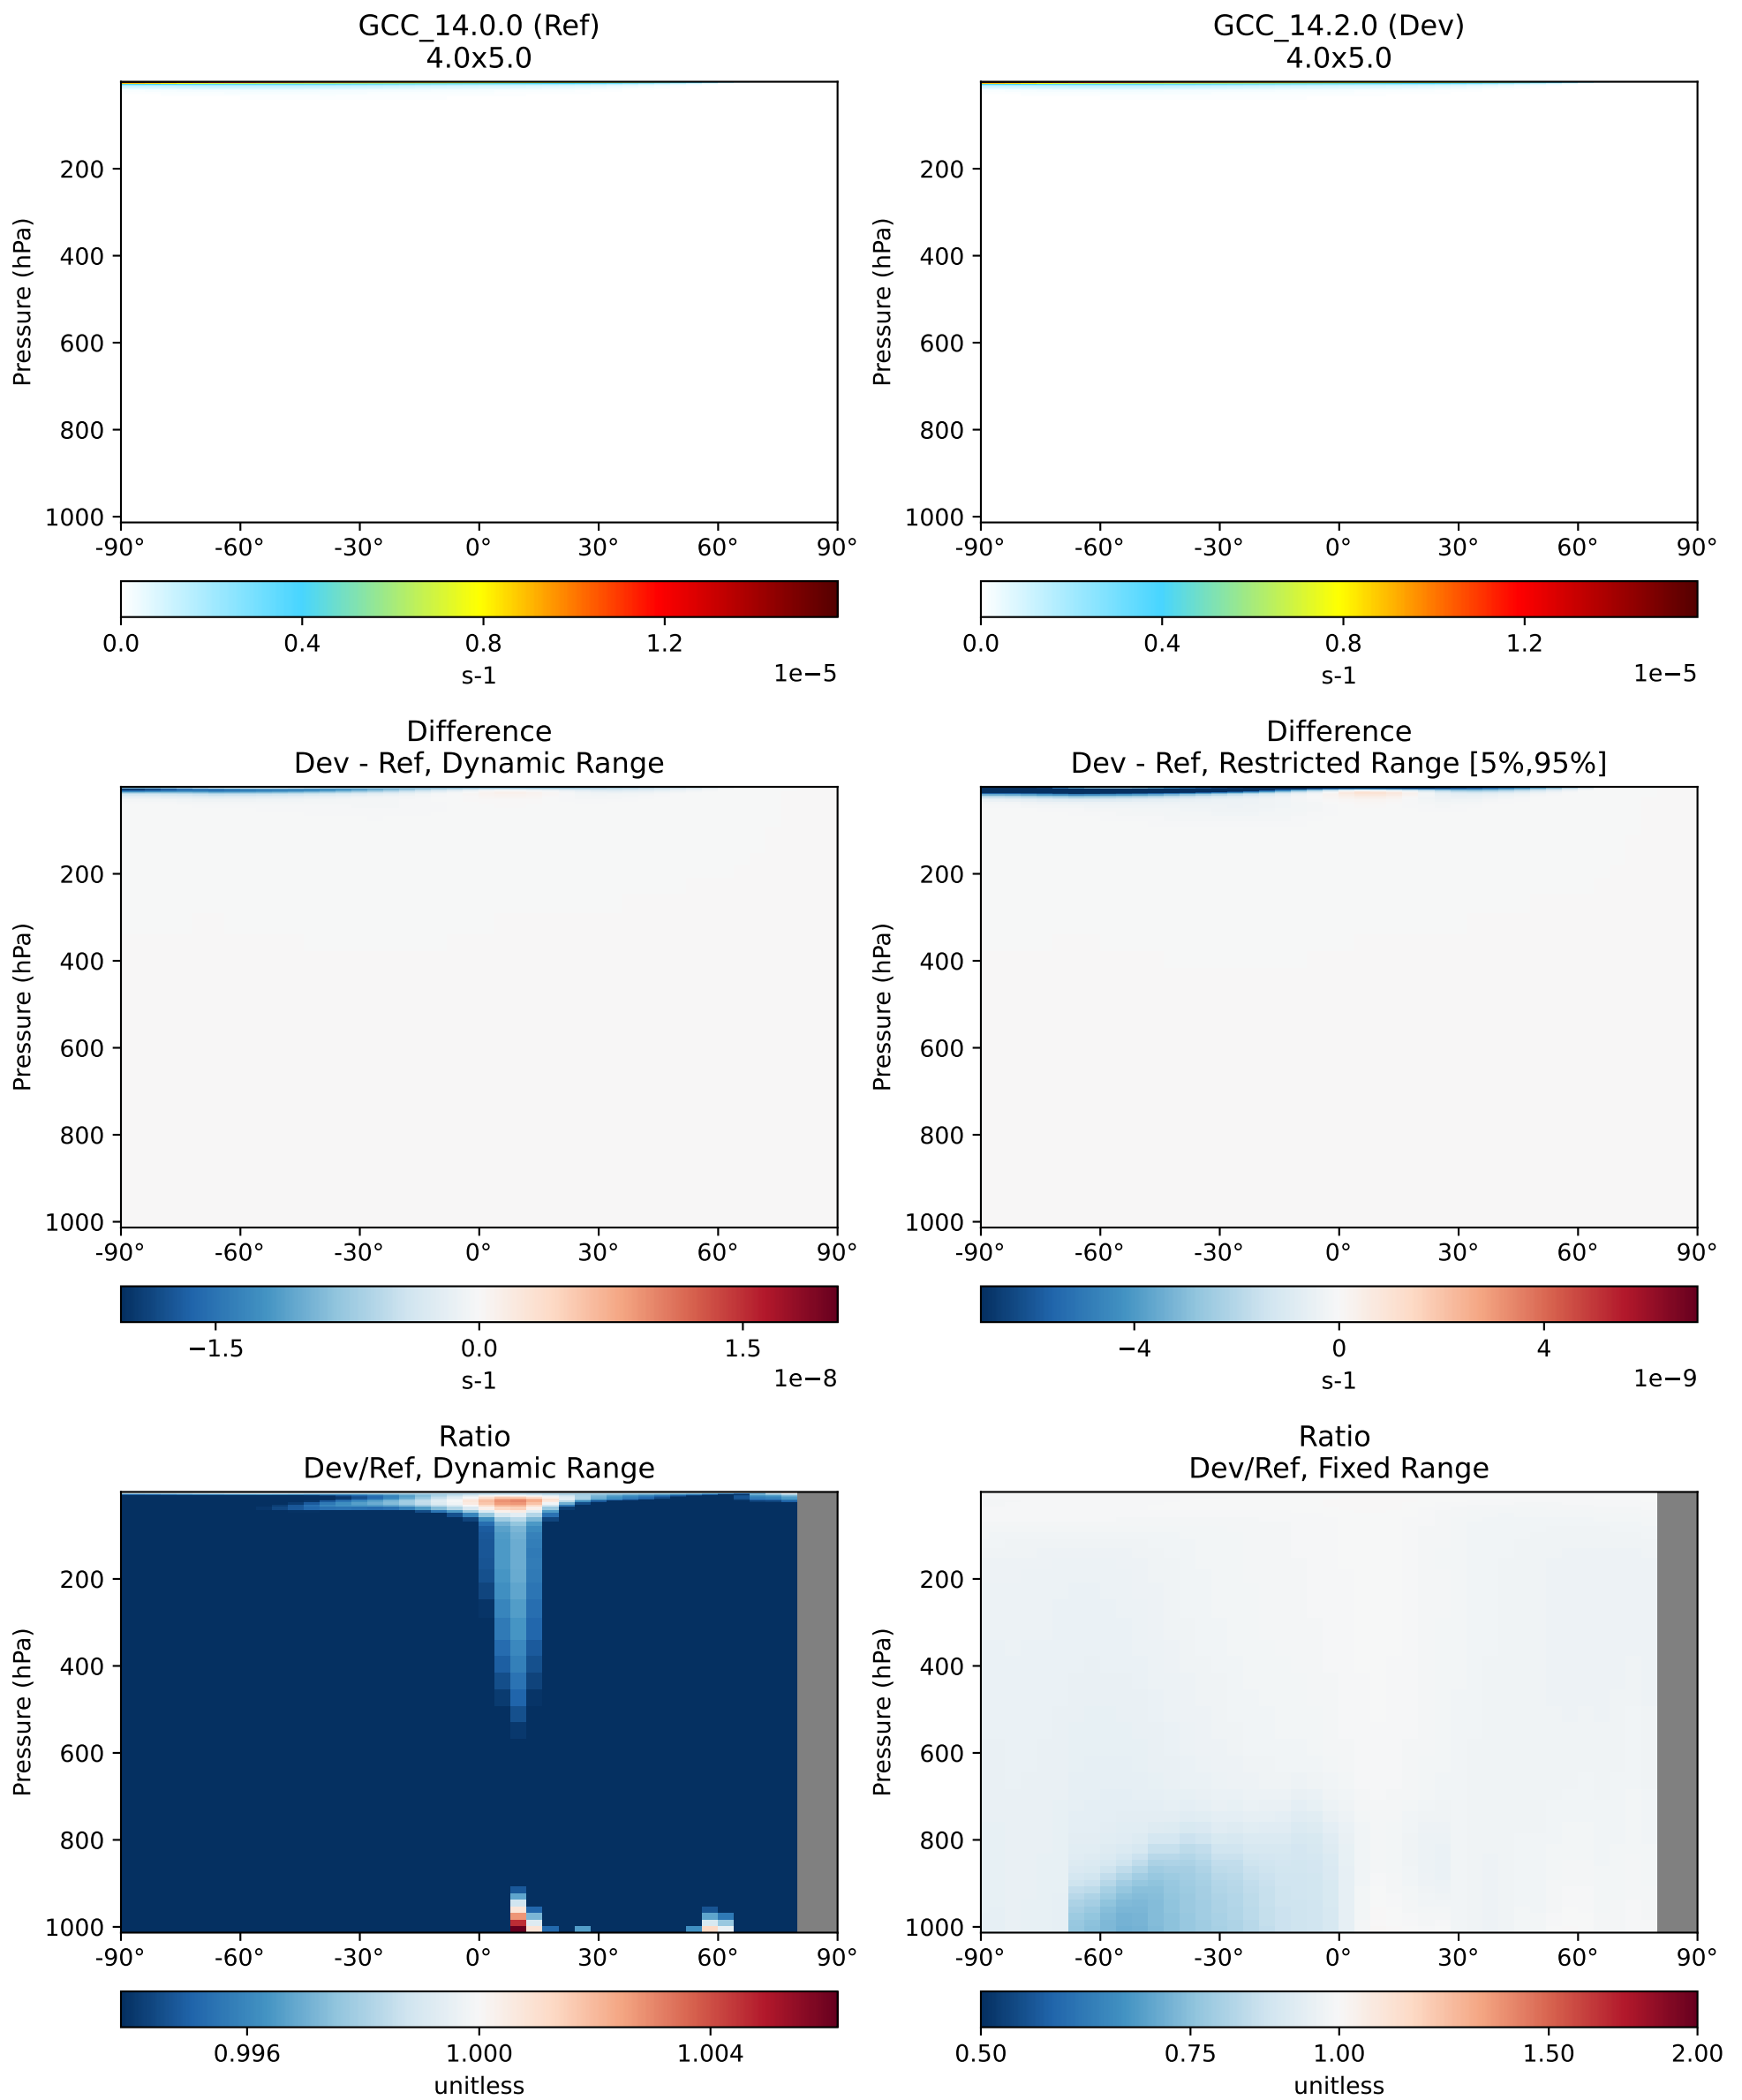 GCC_14.0.0 (Ref)
4.0x5.0
GCC_14.2.0 (Dev)
4.0x5.0
Pressure (hPa)
200
400
600
800
1000
-90° -60° -30° 0° 30° 60° 90°
0.0 0.4 0.8 1.2
s-1
1e−5
Pressure (hPa)
200
400
600
800
1000
-90° -60° -30° 0° 30° 60° 90°
0.0 0.4 0.8 1.2
s-1
1e−5
Difference
Dev - Ref, Dynamic Range
Pressure (hPa)
200
400
600
800
1000
-90° -60° -30° 0° 30° 60° 90°
−1.5 0.0 1.5
s-1
1e−8
Difference
Dev - Ref, Restricted Range [5%,95%]
Pressure (hPa)
200
400
600
800
1000
-90° -60° -30° 0° 30° 60° 90°
−4 0 4
s-1
1e−9
Ratio
Dev/Ref, Dynamic Range
Pressure (hPa)
200
400
600
800
1000
-90° -60° -30° 0° 30° 60° 90°
0.996 1.000 1.004
unitless
Ratio
Dev/Ref, Fixed Range
Pressure (hPa)
200
400
600
800
1000
-90° -60° -30° 0° 30° 60° 90°
0.50 0.75 1.00 1.50 2.00
unitless